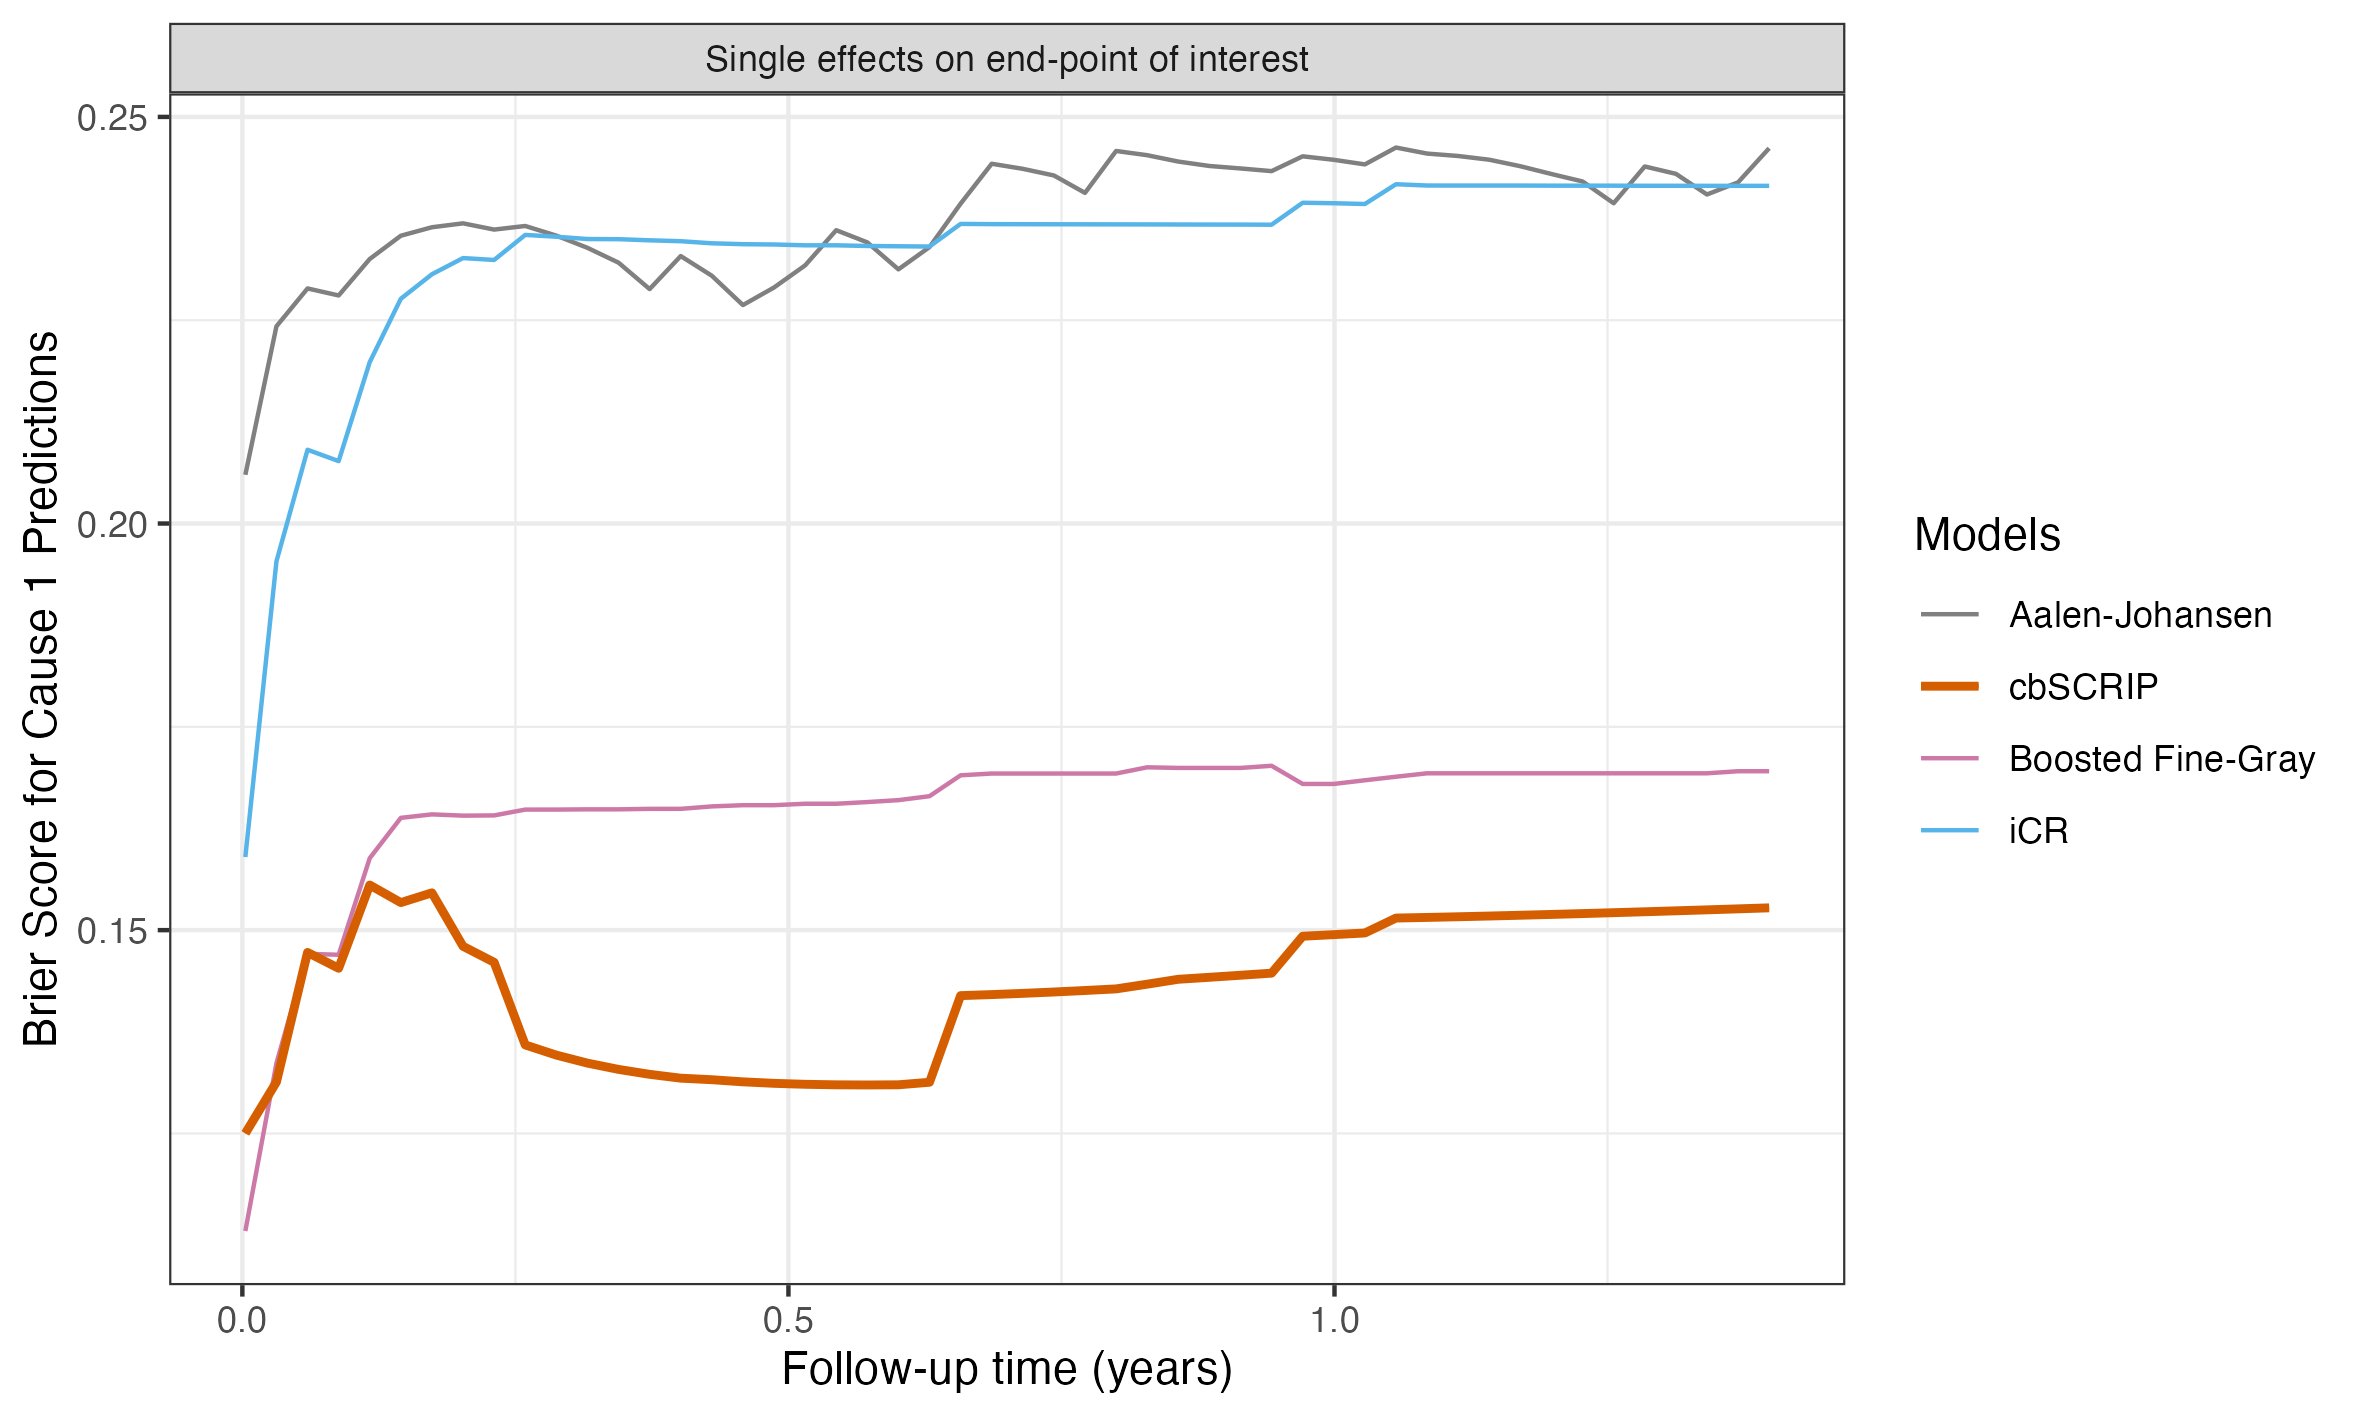 Single effects on end-point of interest
Brier Score for Cause 1 Predictions
0.25
0.20
0.15
0.0 0.5 1.0
Follow-up time (years)
Models
Aalen-Johansen
cbSCRIP
Boosted Fine-Gray
iCR